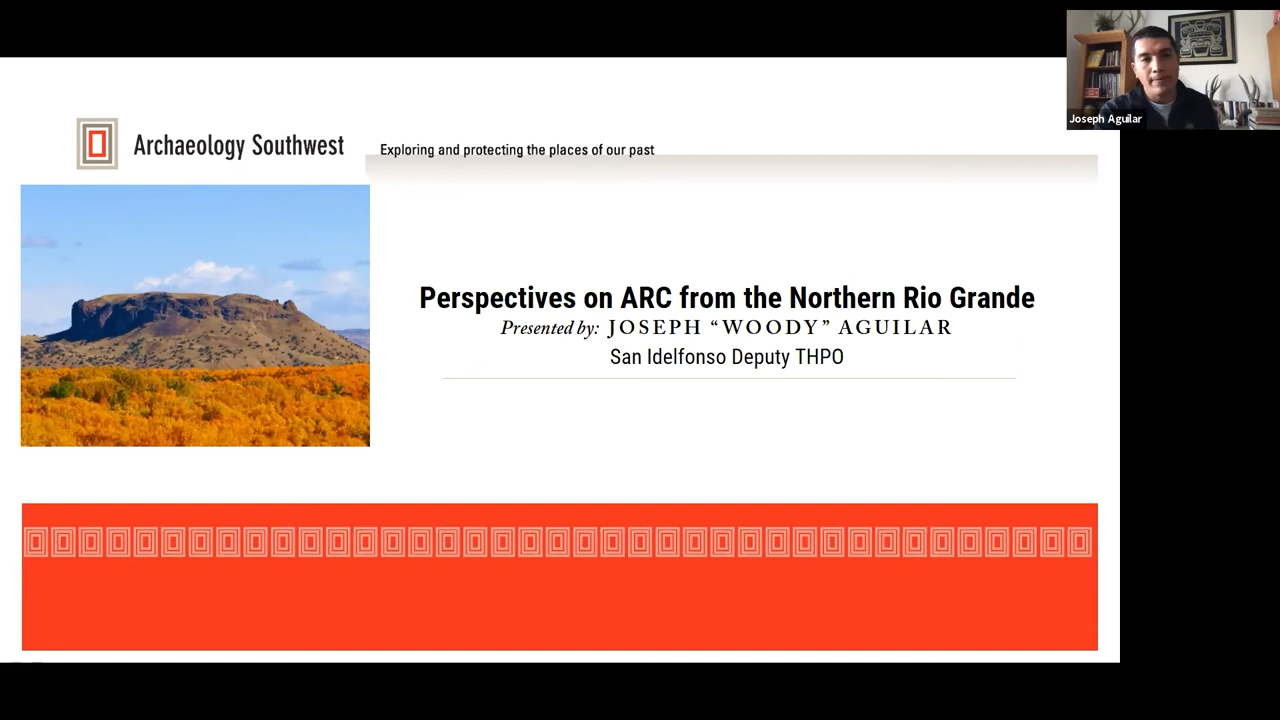 Joseph Aguilar
Archaeology Southwest
Exploring and protecting the places of our past
Perspectives on ARC from the Northern Rio Grande
Presented by: JOSEPH “WOODY” AGUILAR
San Idelfonso Deputy THPO